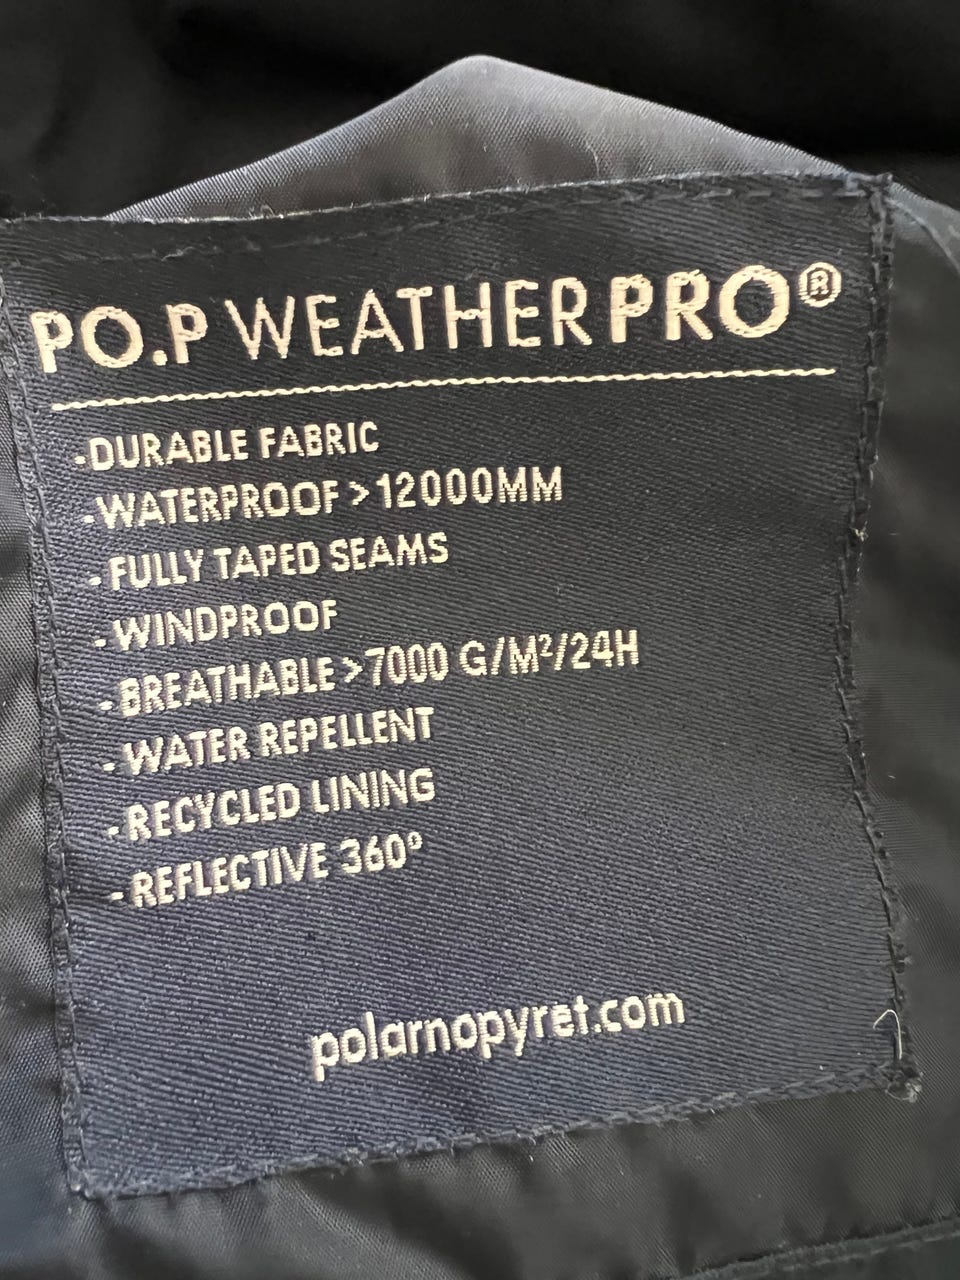 PO.P WEATHERPRO®
-DURABLE FABRIC
-WATERPROOF >12000MM
-FULLY TAPED SEAMS
-WINDPROOF
-BREATHABLE >7000 G/M²/24H
-WATER REPELLENT
-RECYCLED LINING
-REFLECTIVE 360°
polarnopyret.com